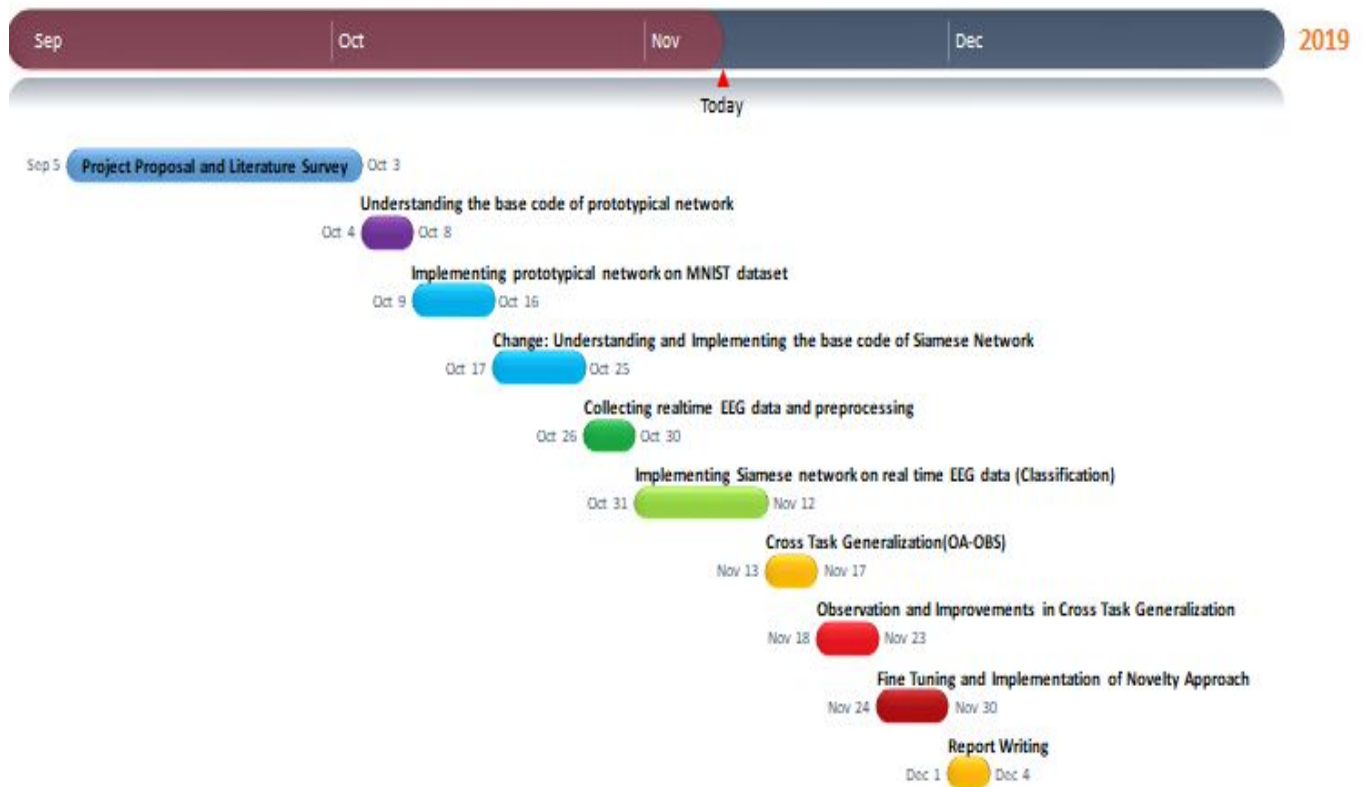 Sep Oct Nov Dec 2019
Today
Sep 5 Project Proposal and Literature Survey Oct 3
Understanding the base code of prototypical network
Oct 4 Oct 8
Implementing prototypical network on MNIST dataset
Oct 9 Oct 16
Change: Understanding and Implementing the base code of Siamese Network
Oct 17 Oct 25
Collecting realtime EEG data and preprocessing
Oct 26 Oct 30
Implementing Siamese network on real time EEG data (Classification)
Oct 31 Nov 12
Cross Task Generalization(OA-OBS)
Nov 13 Nov 17
Observation and Improvements in Cross Task Generalization
Nov 18 Nov 23
Fine Tuning and Implementation of Novelty Approach
Nov 24 Nov 30
Report Writing
Dec 1 Dec 4